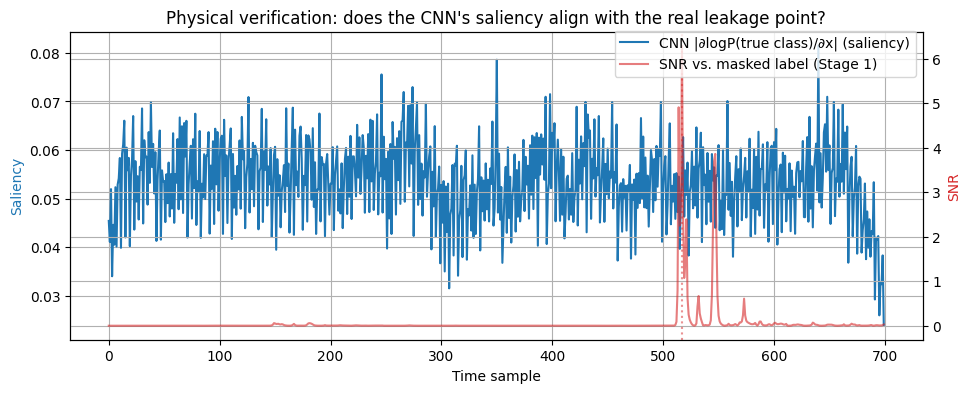 Physical verification: does the CNN's saliency align with the real leakage point?
CNN |∂logP(true class)/∂x| (saliency)
SNR vs. masked label (Stage 1)
Saliency
0.08
0.07
0.06
0.05
0.04
0.03
6
5
4
3
2
1
0
SNR
0 100 200 300 400 500 600 700
Time sample